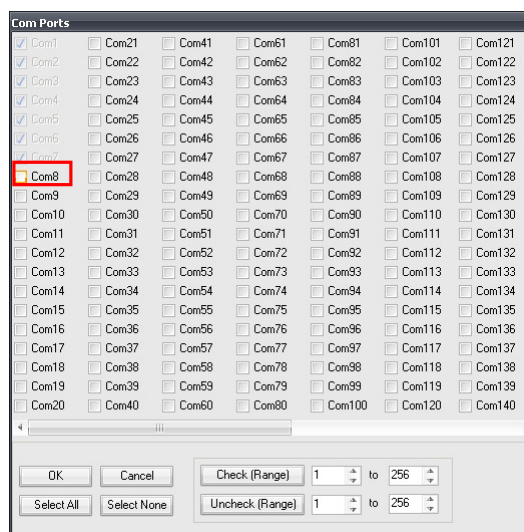 Com Ports
Com1 Com21 Com41 Com61 Com81 Com101 Com121
Com2 Com22 Com42 Com62 Com82 Com102 Com122
Com3 Com23 Com43 Com63 Com83 Com103 Com123
Com4 Com24 Com44 Com64 Com84 Com104 Com124
Com5 Com25 Com45 Com65 Com85 Com105 Com125
Com6 Com26 Com46 Com66 Com86 Com106 Com126
Com7 Com27 Com47 Com67 Com87 Com107 Com127
Com8 Com28 Com48 Com68 Com88 Com108 Com128
Com9 Com29 Com49 Com69 Com89 Com109 Com129
Com10 Com30 Com50 Com70 Com90 Com110 Com130
Com11 Com31 Com51 Com71 Com91 Com111 Com131
Com12 Com32 Com52 Com72 Com92 Com112 Com132
Com13 Com33 Com53 Com73 Com93 Com113 Com133
Com14 Com34 Com54 Com74 Com94 Com114 Com134
Com15 Com35 Com55 Com75 Com95 Com115 Com135
Com16 Com36 Com56 Com76 Com96 Com116 Com136
Com17 Com37 Com57 Com77 Com97 Com117 Com137
Com18 Com38 Com58 Com78 Com98 Com118 Com138
Com19 Com39 Com59 Com79 Com99 Com119 Com139
Com20 Com40 Com60 Com80 Com100 Com120 Com140
OK Cancel Check (Range) 1 to 256
Select All Select None Uncheck (Range) 1 to 256